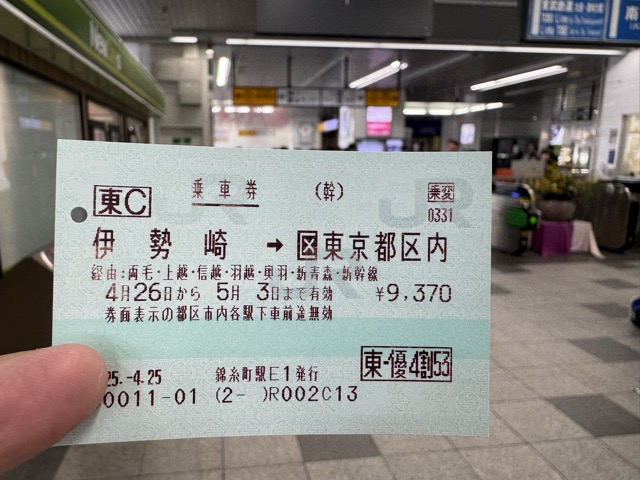 New
東C
乗車券
(幹)
乗変
0331
伊勢崎 → 区東京都区内
経由:両毛・上越・信越・羽越・奥羽・新青森・新幹線
4月26日から 5月 3日まで有効 ¥9,370
券面表示の都区市内各駅下車前途無効
東-優4割53
25.-4.25 錦糸町駅E1発行
0011-01 (2- )R002C13